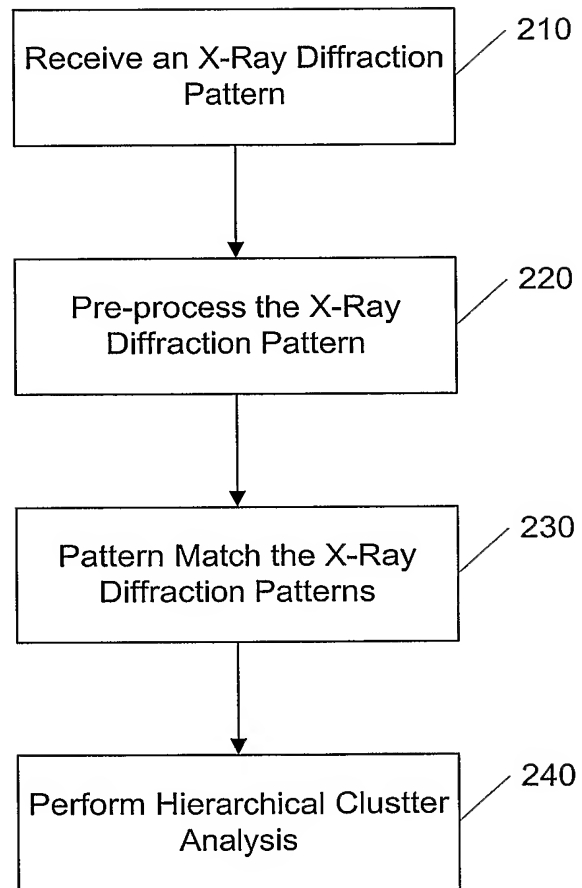 210
Receive an X-Ray Diffraction
Pattern
220
Pre-process the X-Ray
Diffraction Pattern
230
Pattern Match the X-Ray
Diffraction Patterns
240
Perform Hierarchical Clustter
Analysis